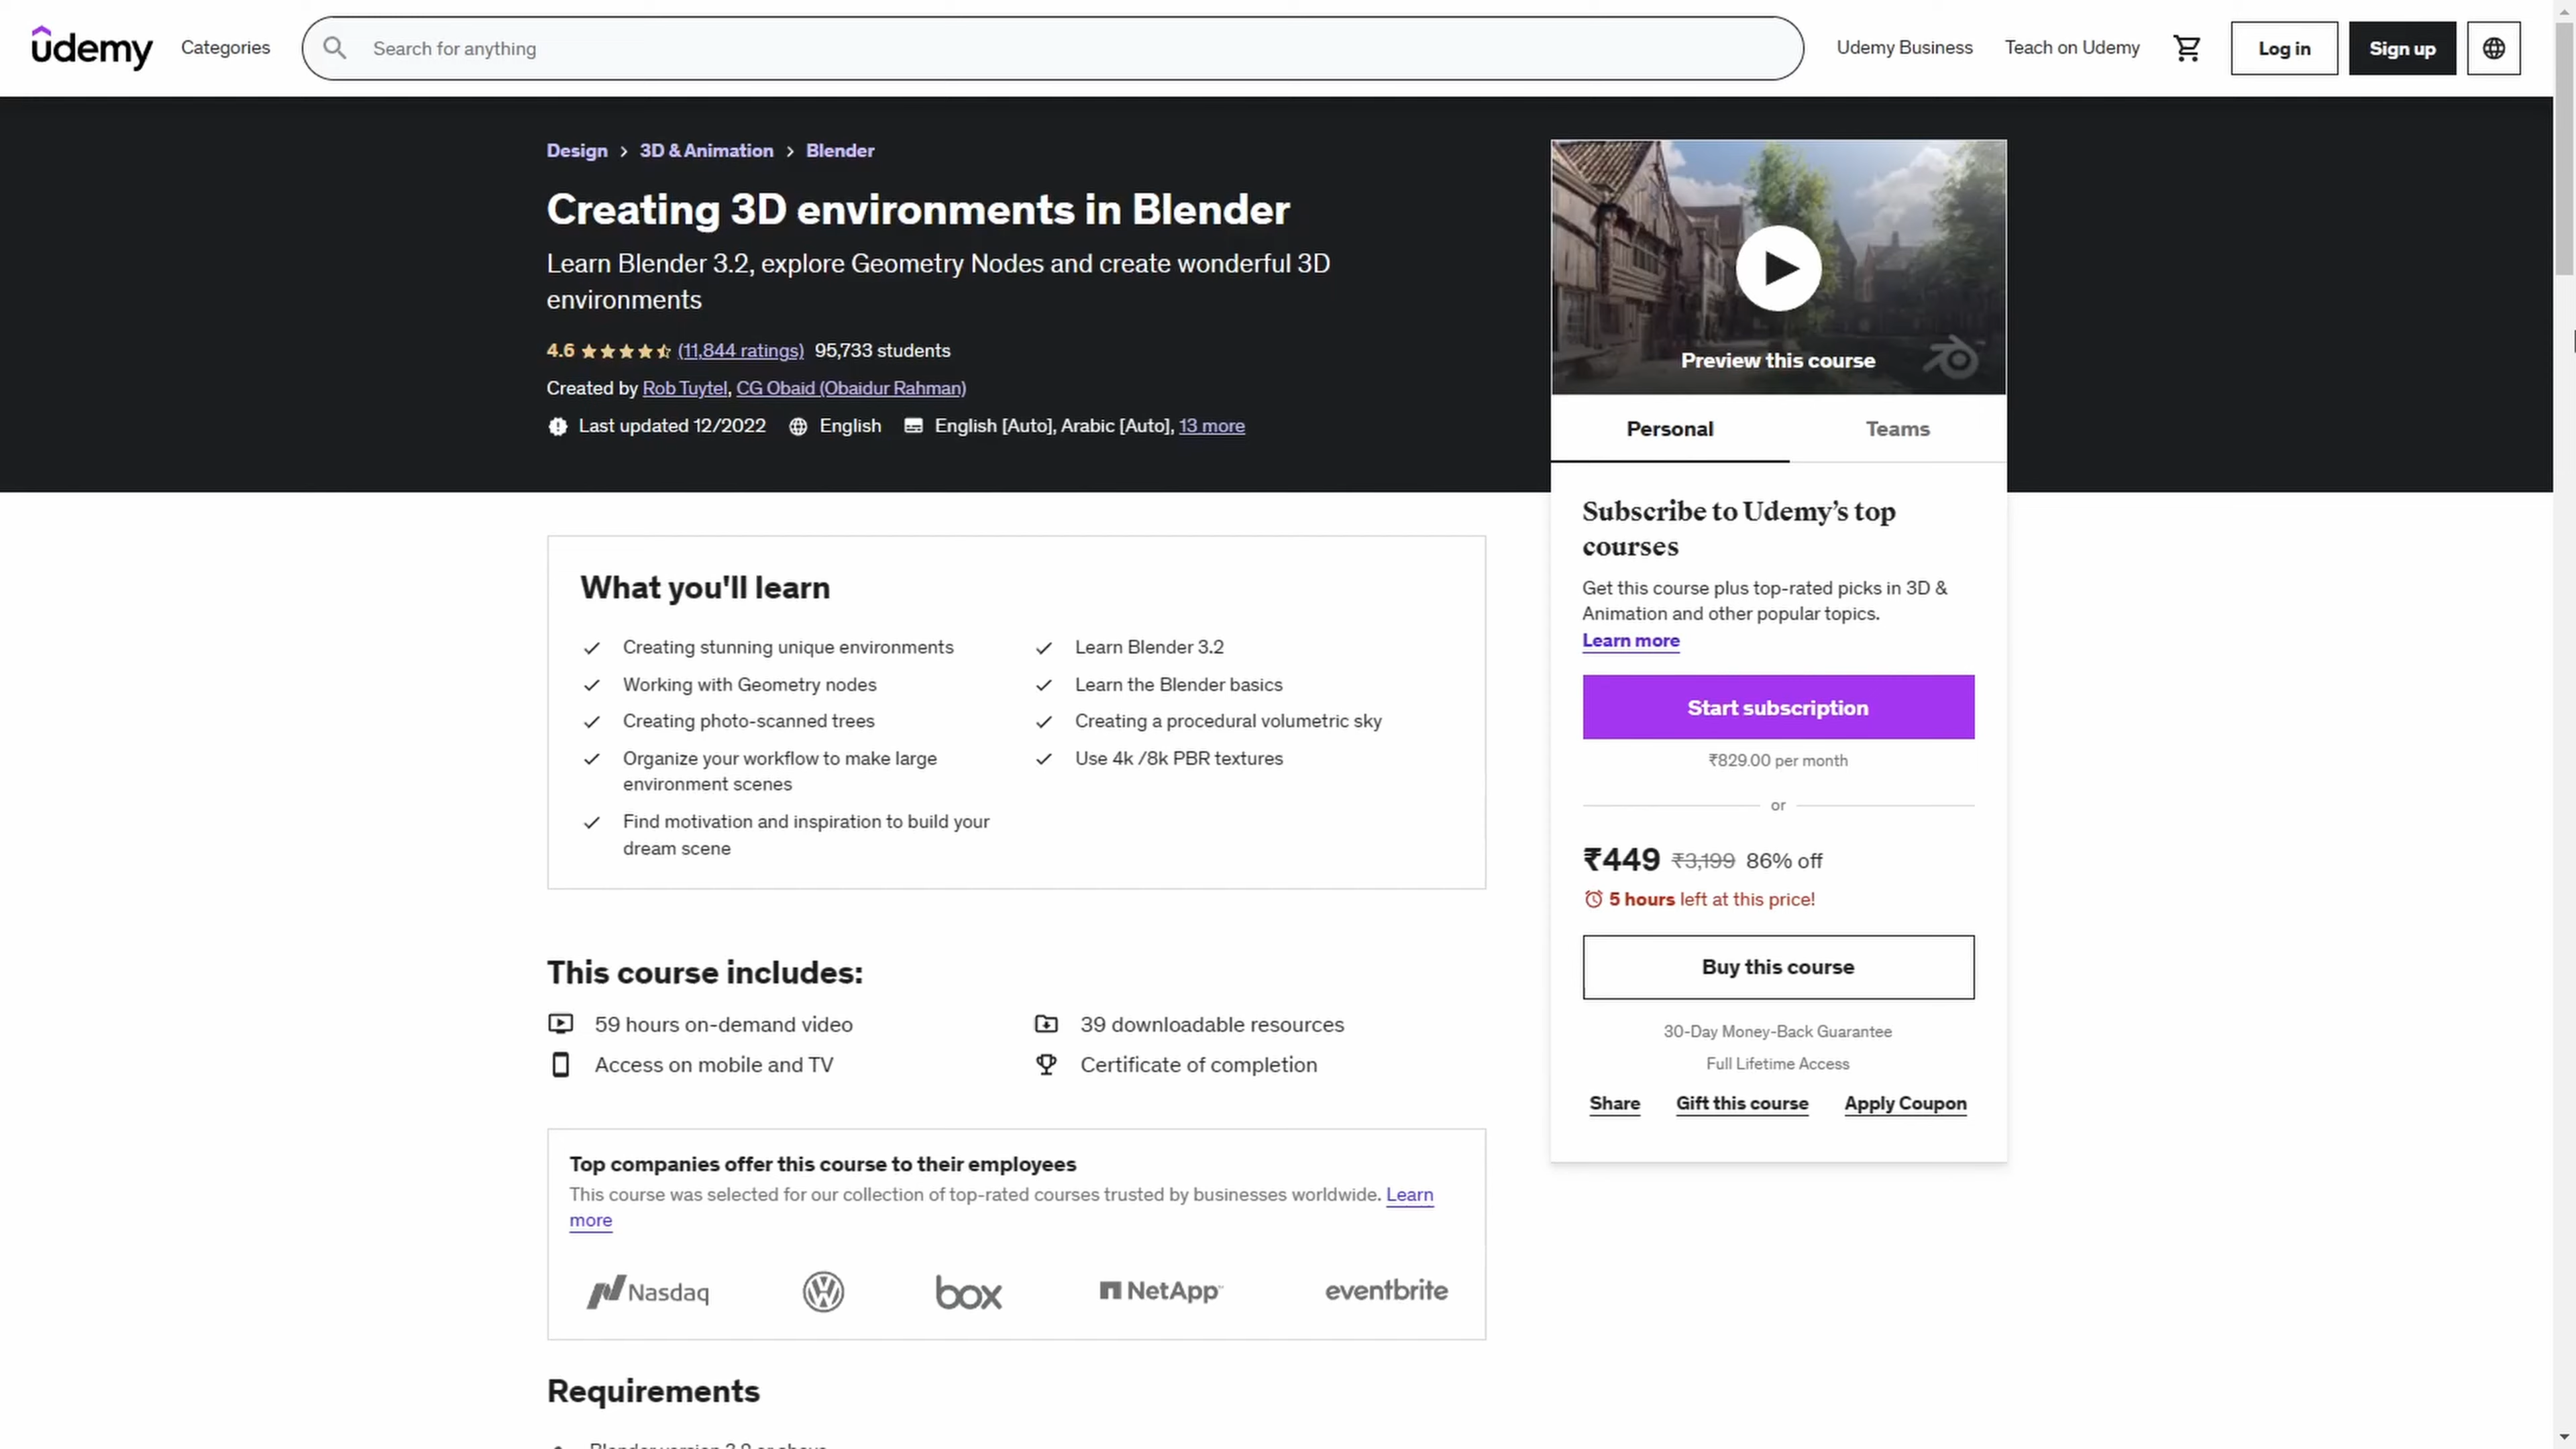 udemy
Categories
Search for anything
Udemy Business
Teach on Udemy
Log in
Sign up
Design > 3D & Animation > Blender
Creating 3D environments in Blender
Learn Blender 3.2, explore Geometry Nodes and create wonderful 3D
environments
4.6 (11,844 ratings) 95,733 students
Created by Rob Tuytel, CG Obaid (Obaidur Rahman)
Last updated 12/2022 English English [Auto], Arabic [Auto], 13 more
Preview this course
Personal
Teams
Subscribe to Udemy’s top
courses
Get this course plus top-rated picks in 3D &
Animation and other popular topics.
Learn more
Start subscription
₹829.00 per month
or
₹449 ₹3,199 86% off
5 hours left at this price!
Buy this course
30-Day Money-Back Guarantee
Full Lifetime Access
Share
Gift this course
Apply Coupon
What you'll learn
Creating stunning unique environments
Working with Geometry nodes
Creating photo-scanned trees
Organize your workflow to make large
environment scenes
Find motivation and inspiration to build your
dream scene
Learn Blender 3.2
Learn the Blender basics
Creating a procedural volumetric sky
Use 4k /8k PBR textures
This course includes:
59 hours on-demand video
Access on mobile and TV
39 downloadable resources
Certificate of completion
Top companies offer this course to their employees
This course was selected for our collection of top-rated courses trusted by businesses worldwide. Learn
more
Nasdaq
box
NetApp
eventbrite
Requirements